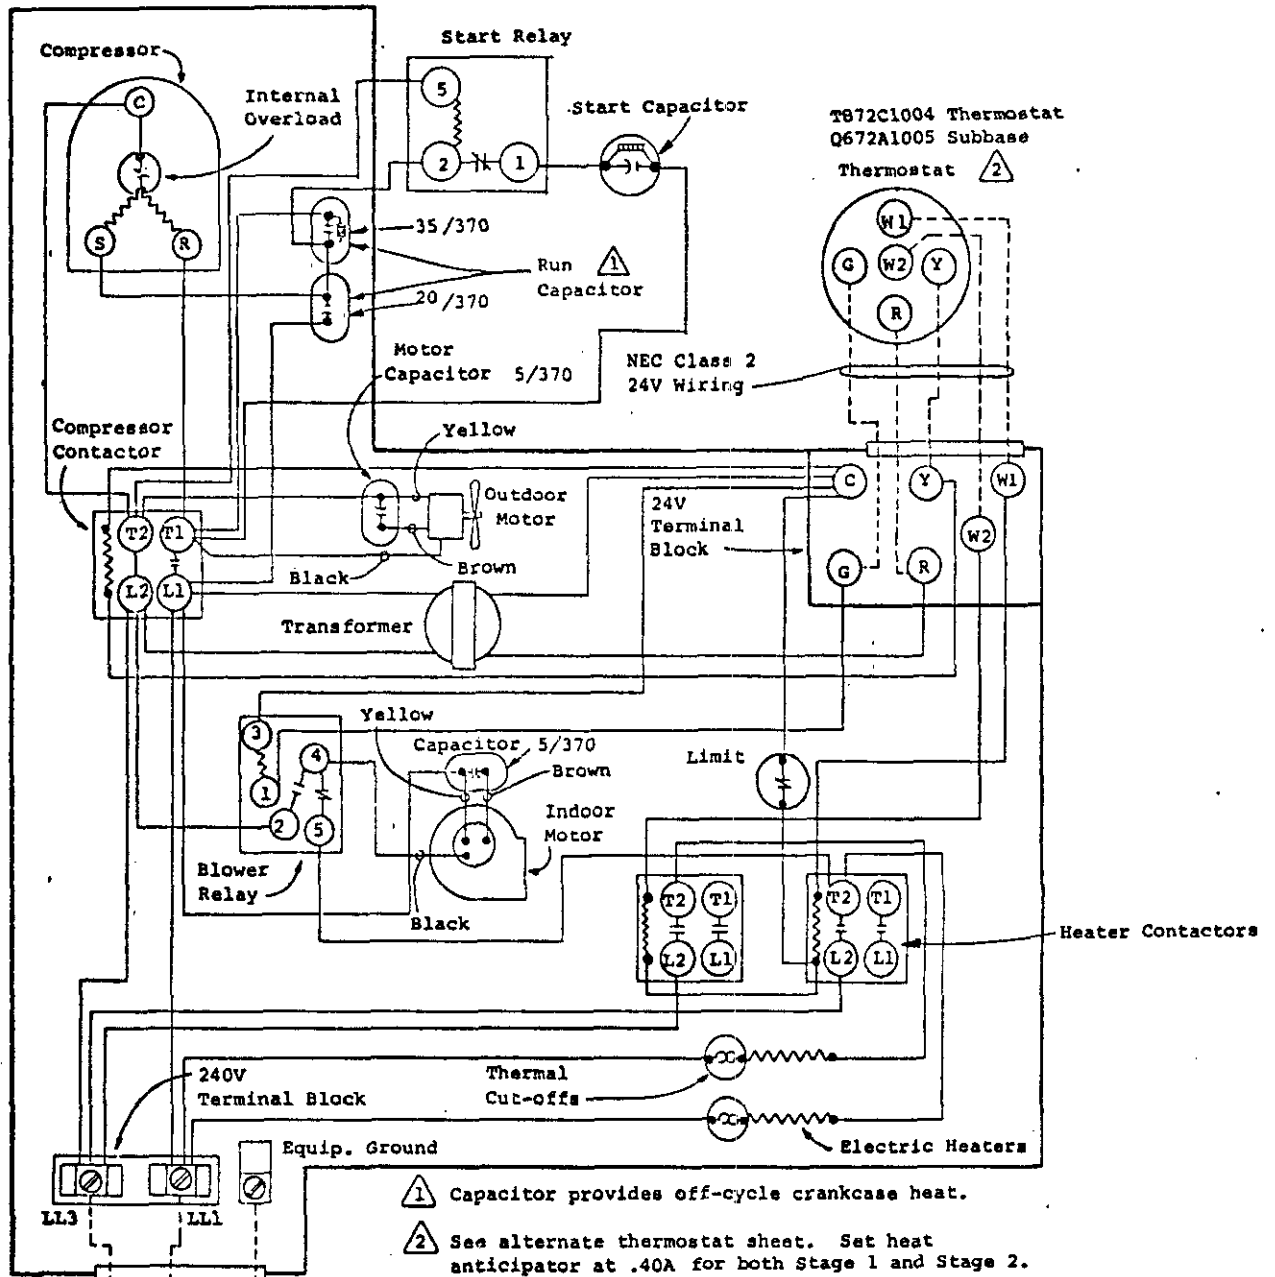 Start Relay
Compressor
Internal
Overload
C
S
R
5
2
1
Start Capacitor
T872C1004 Thermostat
Q672A1005 Subbase
Thermostat 2
W1
G
W2
Y
R
35/370
Run 1
Capacitor
20/370
Motor
Capacitor 5/370
NEC Class 2
24V Wiring
Compressor
Contactor
Yellow
Outdoor
Motor
Brown
Black
T2
T1
L2
L1
24V
Terminal
Block
C
Y
W1
W2
G
R
Transformer
Yellow
Capacitor 5/370
Brown
Indoor
Motor
3
4
1
2
5
Blower
Relay
Black
Limit
T2
T1
L2
L1
T2
T1
L2
L1
Heater Contactors
240V
Terminal Block
Thermal
Cut-offs
Electric Heaters
Equip. Ground
LL3
LL1
1 Capacitor provides off-cycle crankcase heat.
2 See alternate thermostat sheet. Set heat
anticipator at .40A for both Stage 1 and Stage 2.